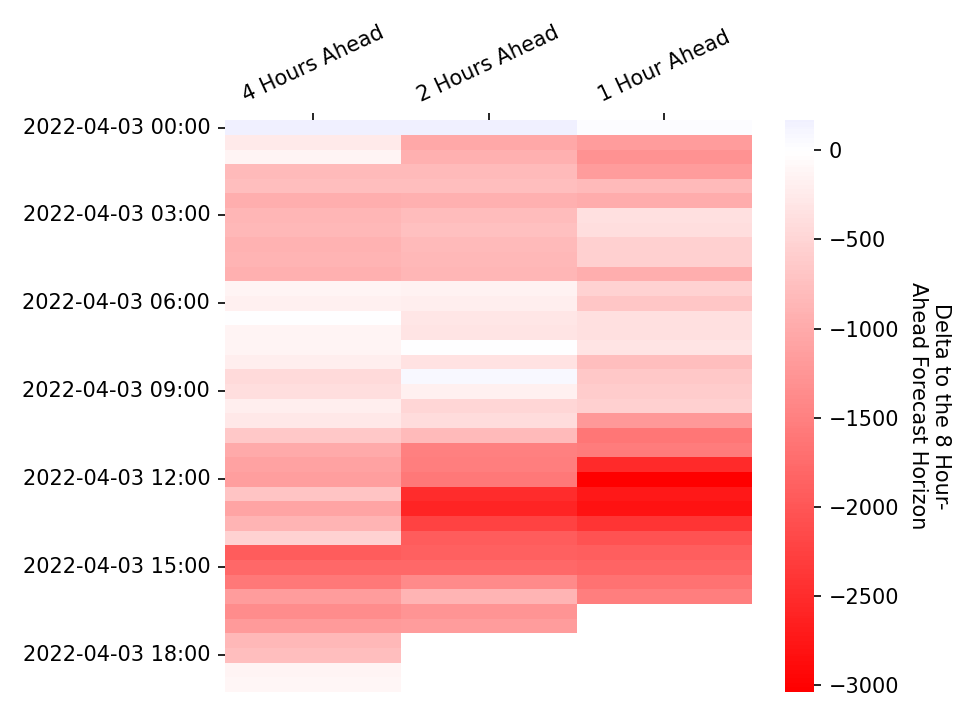 4 Hours Ahead
2 Hours Ahead
1 Hour Ahead
2022-04-03 00:00
2022-04-03 03:00
2022-04-03 06:00
2022-04-03 09:00
2022-04-03 12:00
2022-04-03 15:00
2022-04-03 18:00
0
−500
−1000
−1500
−2000
−2500
−3000
Delta to the 8 Hour-
Ahead Forecast Horizon